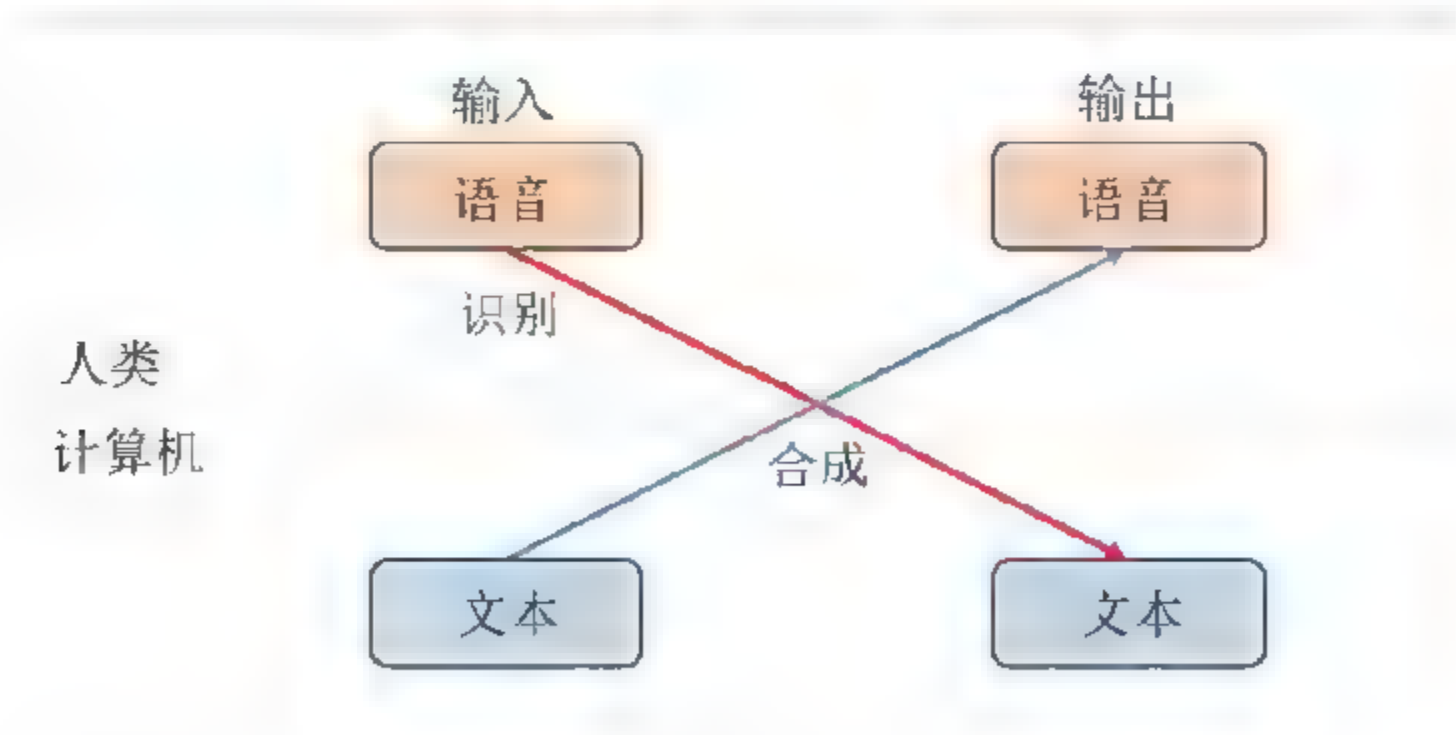 输入 输出
语音 语音
识别
人类
计算机
合成
文本 文本